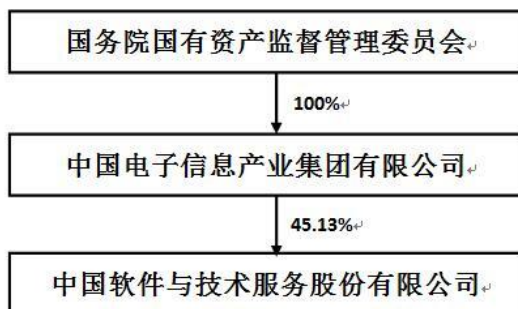 国务院国有资产监督管理委员会
100%
中国电子信息产业集团有限公司
45.13%
中国软件与技术服务股份有限公司